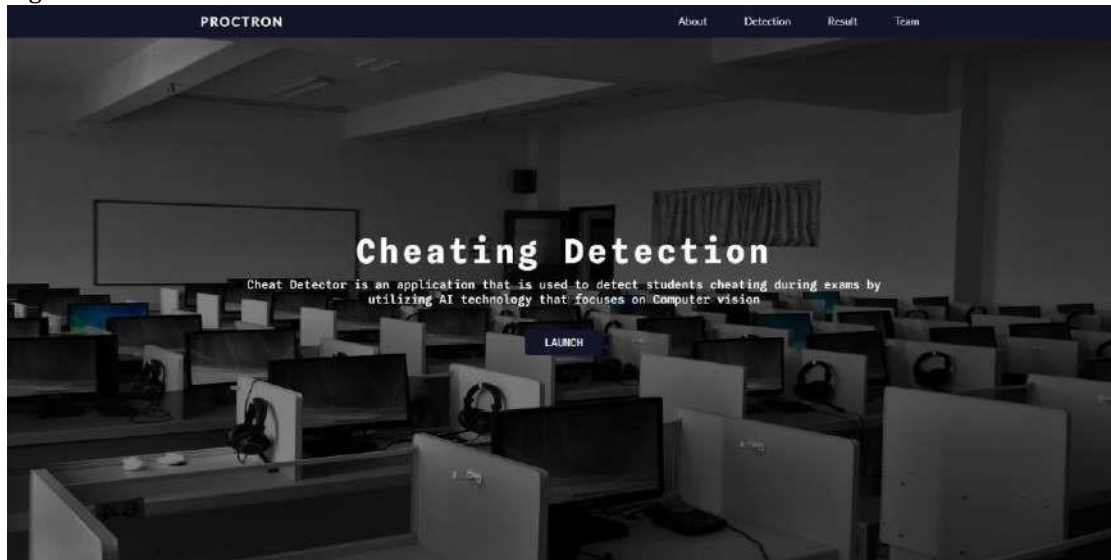 PROCTRON
About Detection Result Team
Cheating Detection
Cheat Detector is an application that is used to detect students cheating during exams by
utilizing AI technology that focuses on Computer vision
LAUNCH